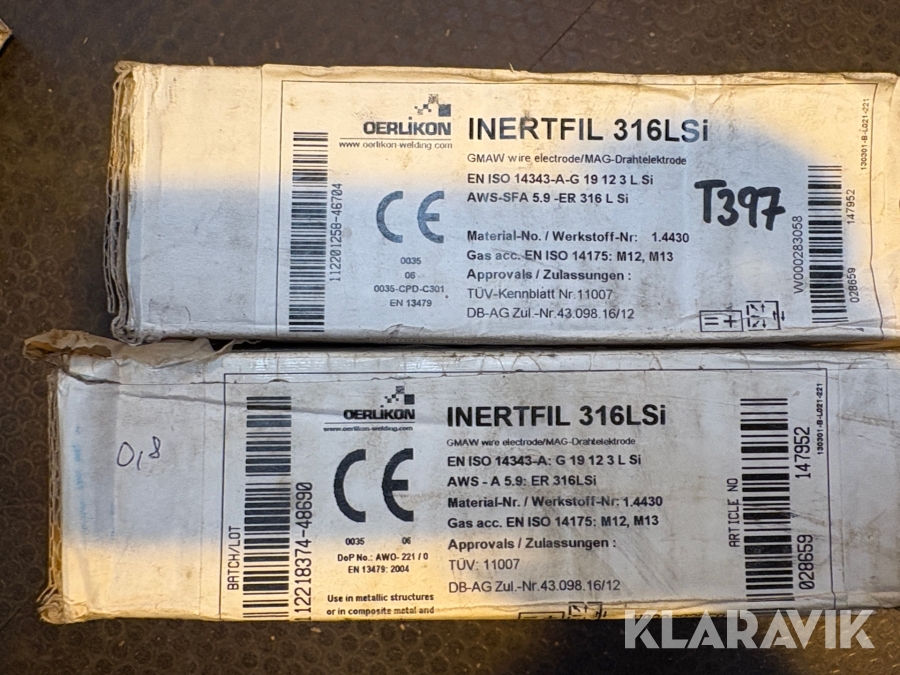 OERLIKON
www.oerlikon-welding.com
INERTFIL 316LSi
GMAW wire electrode/MAG-Drahtelektrode
EN ISO 14343-A-G 19 12 3 L Si
AWS-SFA 5.9 -ER 316 L Si
Material-No. / Werkstoff-Nr: 1.4430
Gas acc. EN ISO 14175: M12, M13
Approvals / Zulassungen :
TÜV-Kennblatt Nr.11007
DB-AG Zul.-Nr.43.098.16/12
112201258-46704
CE
0035
06
0035-CPD-C301
EN 13479
T397
W000283058
028659 147952
130301-B-L021-221
0,8
BATCH/LOT
112218374-48690
OERLIKON
www.oerlikon-welding.com
CE
0035 06
DoP No.: AWO- 221 / 0
EN 13479: 2004
Use in metallic structures
or in composite metal and
INERTFIL 316LSi
GMAW wire electrode/MAG-Drahtelektrode
EN ISO 14343-A: G 19 12 3 L Si
AWS - A 5.9: ER 316LSi
Material-Nr. / Werkstoff-Nr: 1.4430
Gas acc. EN ISO 14175: M12, M13
Approvals / Zulassungen :
TÜV: 11007
DB-AG Zul.-Nr.43.098.16/12
ARTICLE NO
028659 147952
130301-B-L021-221
KLARAVIK